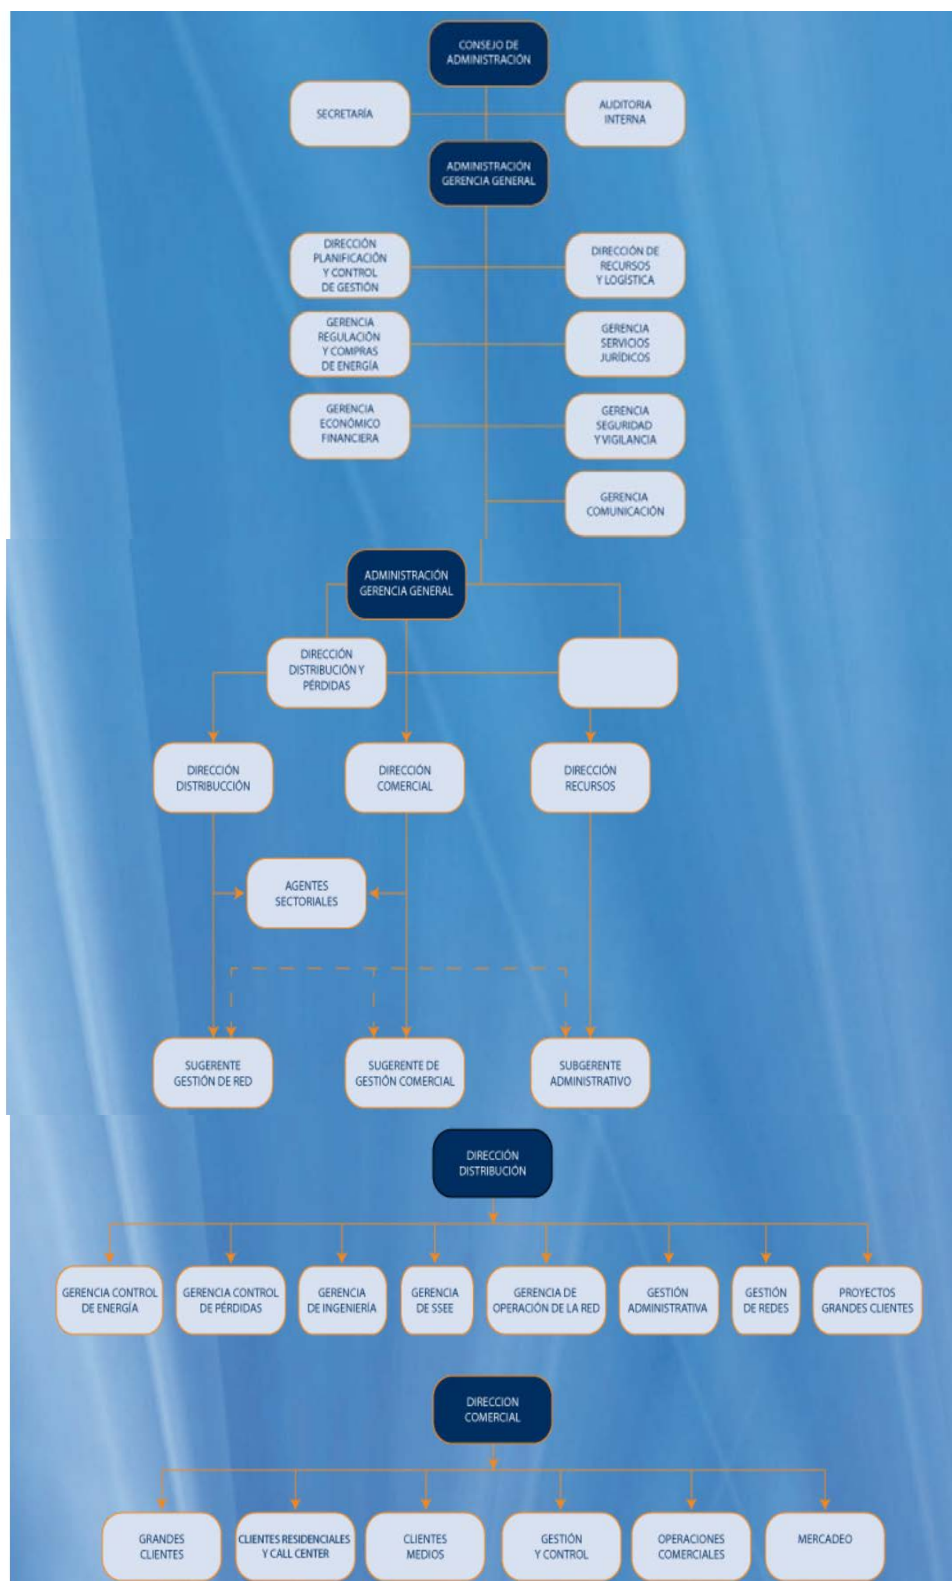 CONSEJO DE
ADMINISTRACIÓN
SECRETARÍA
AUDITORIA
INTERNA
ADMINISTRACIÓN
GERENCIA GENERAL
DIRECCIÓN
PLANIFICACIÓN
Y CONTROL
DE GESTIÓN
DIRECCIÓN DE
RECURSOS
Y LOGÍSTICA
GERENCIA
REGULACIÓN
Y COMPRAS
DE ENERGÍA
GERENCIA
SERVICIOS
JURÍDICOS
GERENCIA
ECONÓMICO
FINANCIERA
GERENCIA
SEGURIDAD
Y VIGILANCIA
GERENCIA
COMUNICACIÓN
ADMINISTRACIÓN
GERENCIA GENERAL
DIRECCIÓN
DISTRIBUCIÓN Y
PÉRDIDAS
DIRECCIÓN
DISTRIBUCCIÓN
DIRECCIÓN
COMERCIAL
DIRECCIÓN
RECURSOS
AGENTES
SECTORIALES
SUGERENTE
GESTIÓN DE RED
SUGERENTE DE
GESTIÓN COMERCIAL
SUBGERENTE
ADMINISTRATIVO
DIRECCIÓN
DISTRIBUCIÓN
GERENCIA CONTROL
DE ENERGÍA
GERENCIA CONTROL
DE PÉRDIDAS
GERENCIA
DE INGENIERÍA
GERENCIA
DE SSEE
GERENCIA DE
OPERACIÓN DE LA RED
GESTIÓN
ADMINISTRATIVA
GESTIÓN
DE REDES
PROYECTOS
GRANDES CLIENTES
DIRECCION
COMERCIAL
GRANDES
CLIENTES
CLIENTES RESIDENCIALES
Y CALL CENTER
CLIENTES
MEDIOS
GESTIÓN
Y CONTROL
OPERACIONES
COMERCIALES
MERCADEO